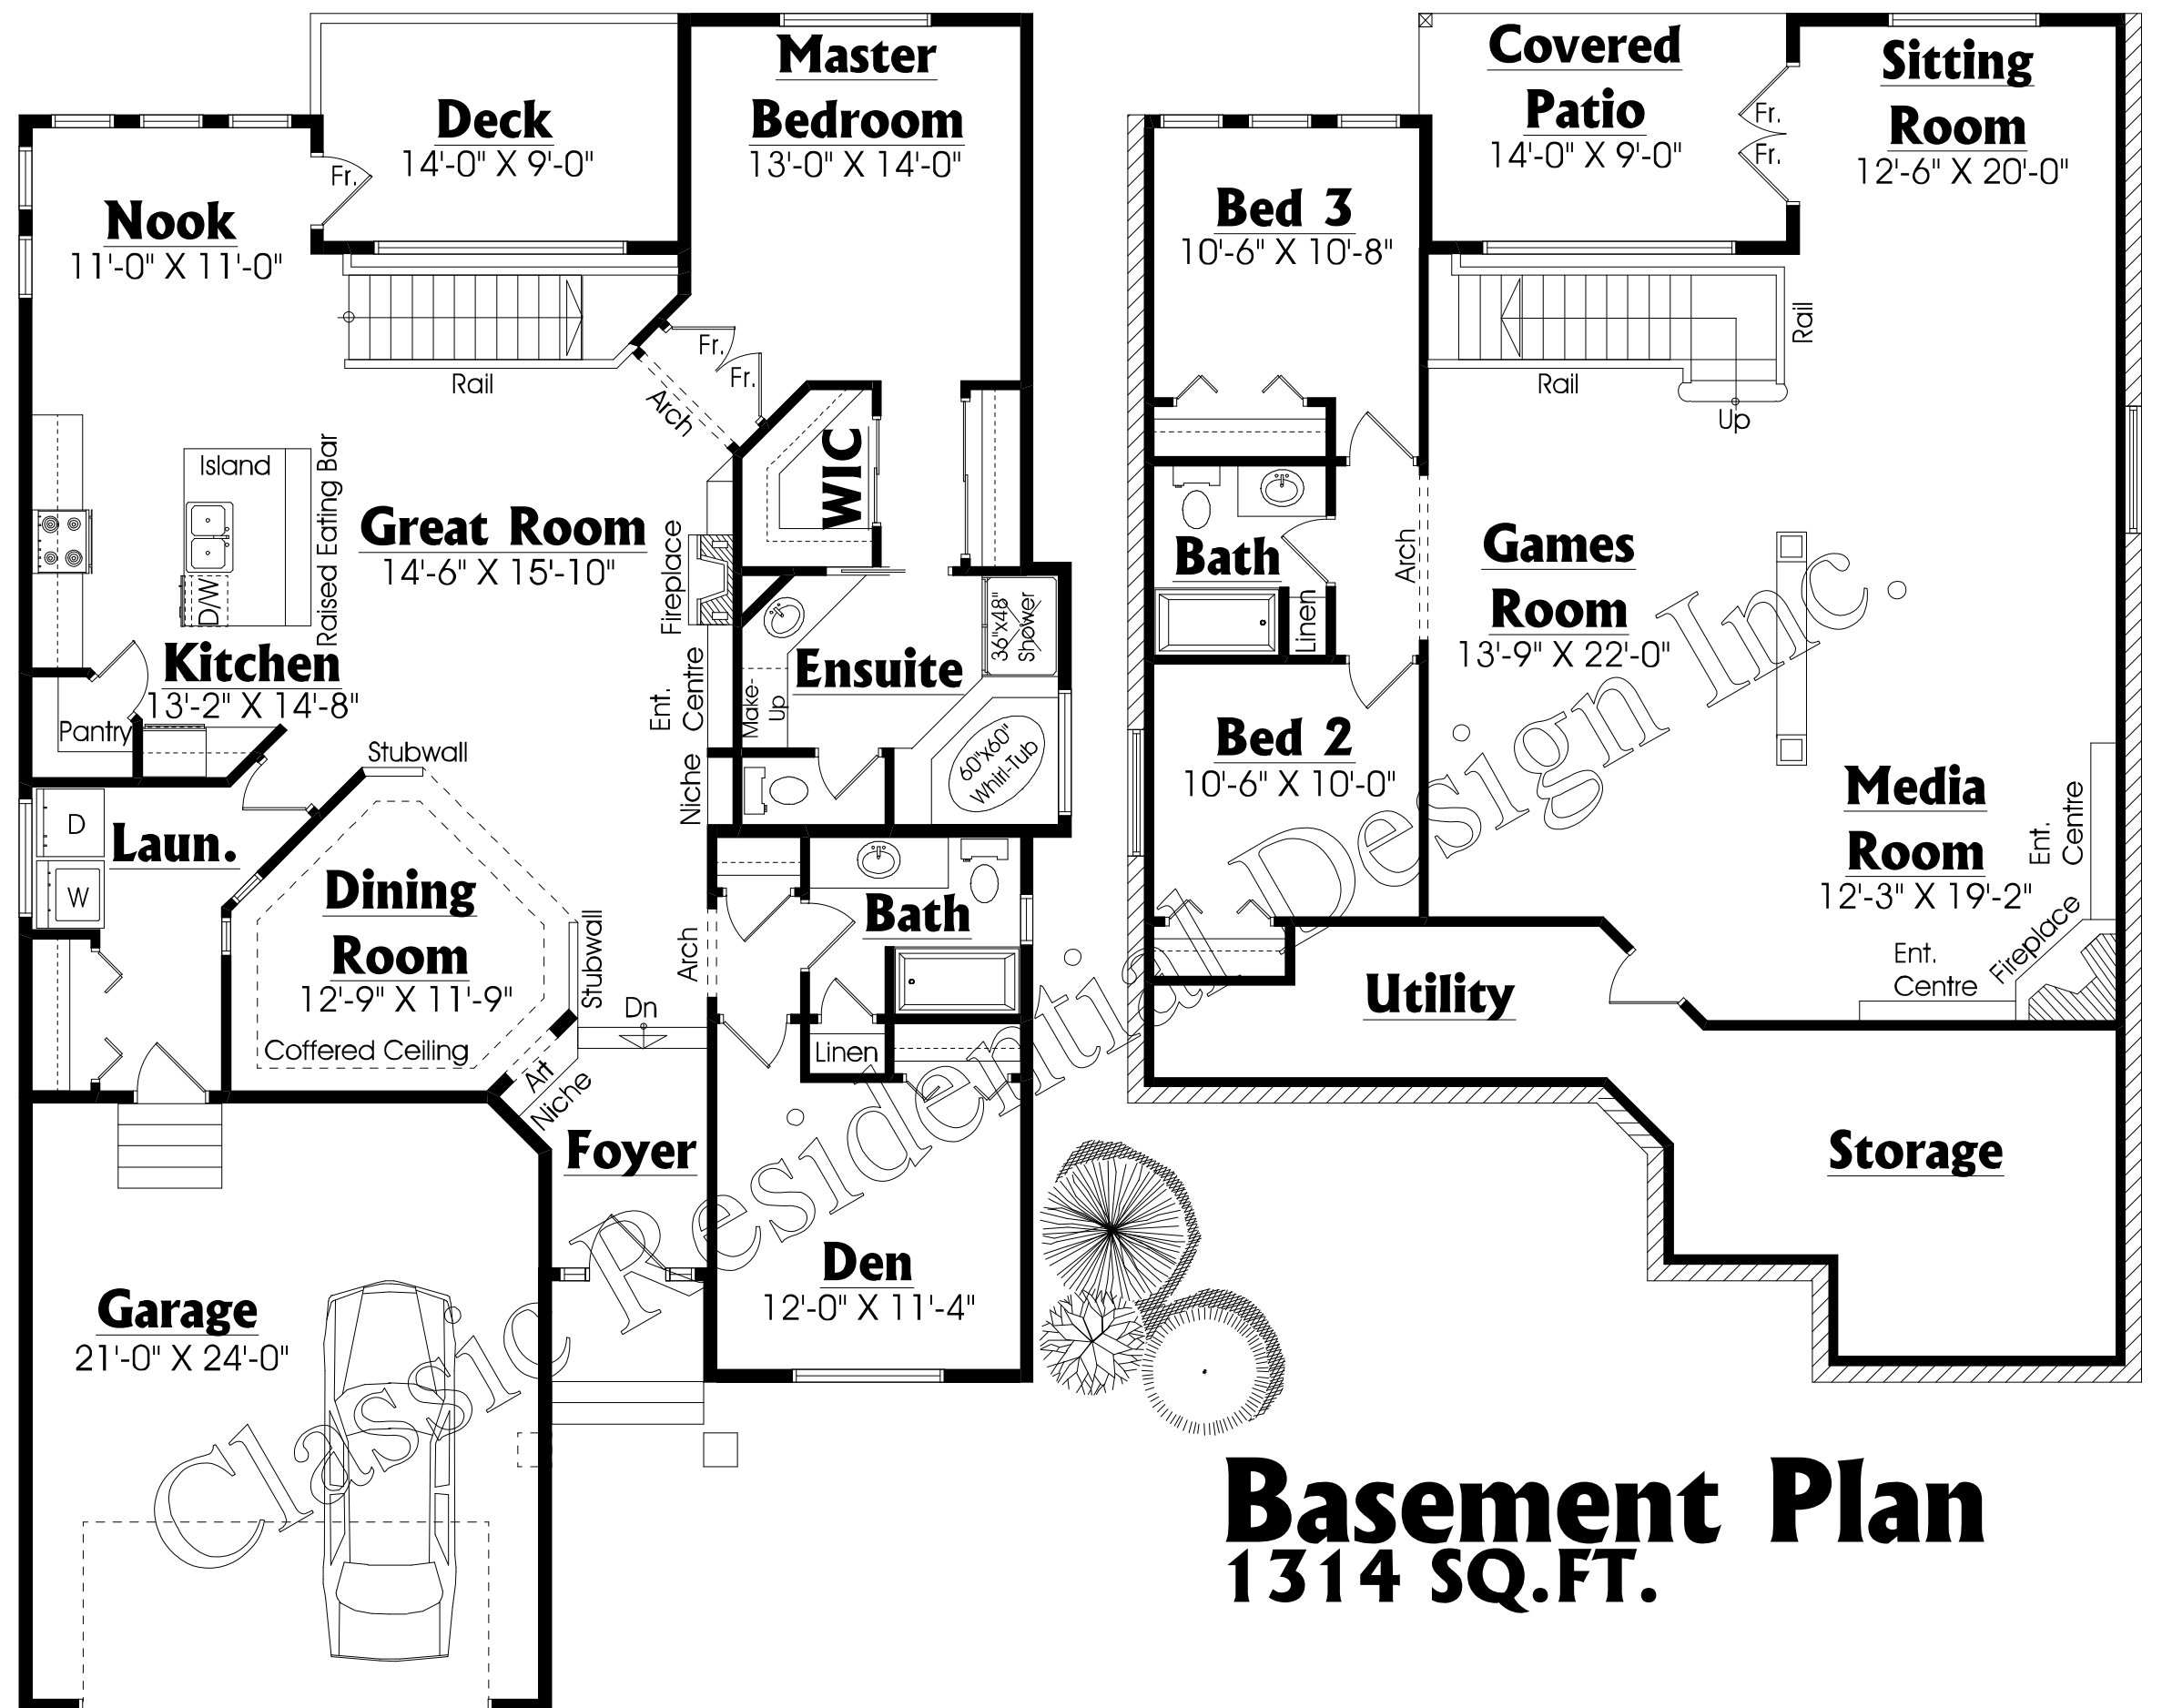 Deck
14'-0" X 9'-0"
Master
Bedroom
13'-0" X 14'-0"
Nook
11'-0" X 11'-0"
Fr.
Rail
Fr.
Fr.
Arch
WIC
Island
D/W
Raised Eating Bar
Great Room
14'-6" X 15'-10"
Fireplace
Kitchen
13'-2" X 14'-8"
Pantry
Ent.
Centre
Niche
Ensuite
Make-
Up
36"x48"
Shower
60"x60"
Whirl-Tub
Stubwall
D
W
Laun.
Dining
Room
12'-9" X 11'-9"
Coffered Ceiling
Stubwall
Arch
Bath
Linen
Dn
Art
Niche
Foyer
Den
12'-0" X 11'-4"
Garage
21'-0" X 24'-0"
Covered
Patio
14'-0" X 9'-0"
Fr.
Fr.
Sitting
Room
12'-6" X 20'-0"
Bed 3
10'-6" X 10'-8"
Rail
Rail
Up
Bath
Linen
Arch
Games
Room
13'-9" X 22'-0"
Bed 2
10'-6" X 10'-0"
Media
Room
12'-3" X 19'-2"
Ent.
Centre
Ent.
Centre
Fireplace
Utility
Storage
Classic Residential Design Inc.
Basement Plan
1314 SQ.FT.